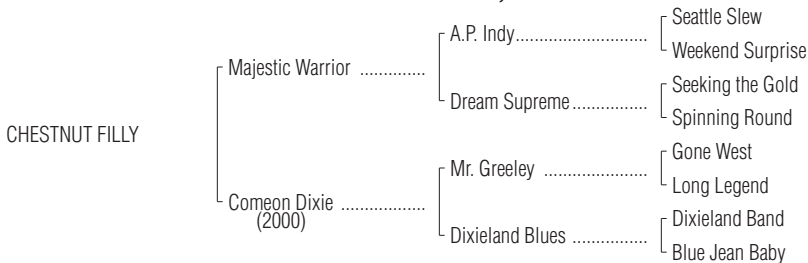 Seattle Slew
A.P. Indy..............................
Weekend Surprise
Majestic Warrior ..............
Seeking the Gold
Dream Supreme.................
Spinning Round
CHESTNUT FILLY
Gone West
Mr. Greeley .......................
Long Legend
Comeon Dixie ..................
(2000)
Dixieland Band
Dixieland Blues .................
Blue Jean Baby